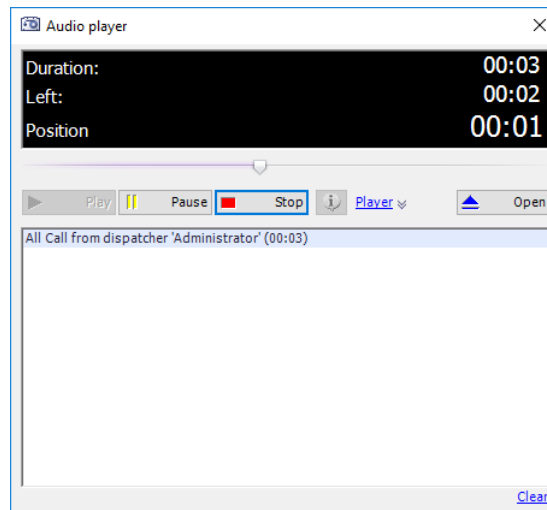 Audio player
Duration: 00:03
Left: 00:02
Position 00:01
Play Pause Stop Player Open
All Call from dispatcher 'Administrator' (00:03)
Clear